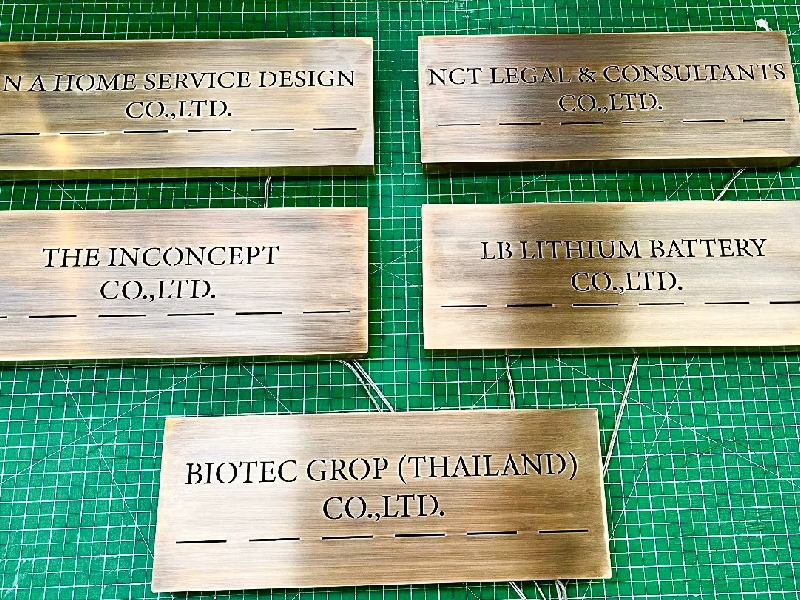 N A HOME SERVICE DESIGN
CO.,LTD.
NCT LEGAL & CONSULTANTS
CO.,LTD.
THE INCONCEPT
CO.,LTD.
LB LITHIUM BATTERY
CO.,LTD.
BIOTEC GROP (THAILAND)
CO.,LTD.